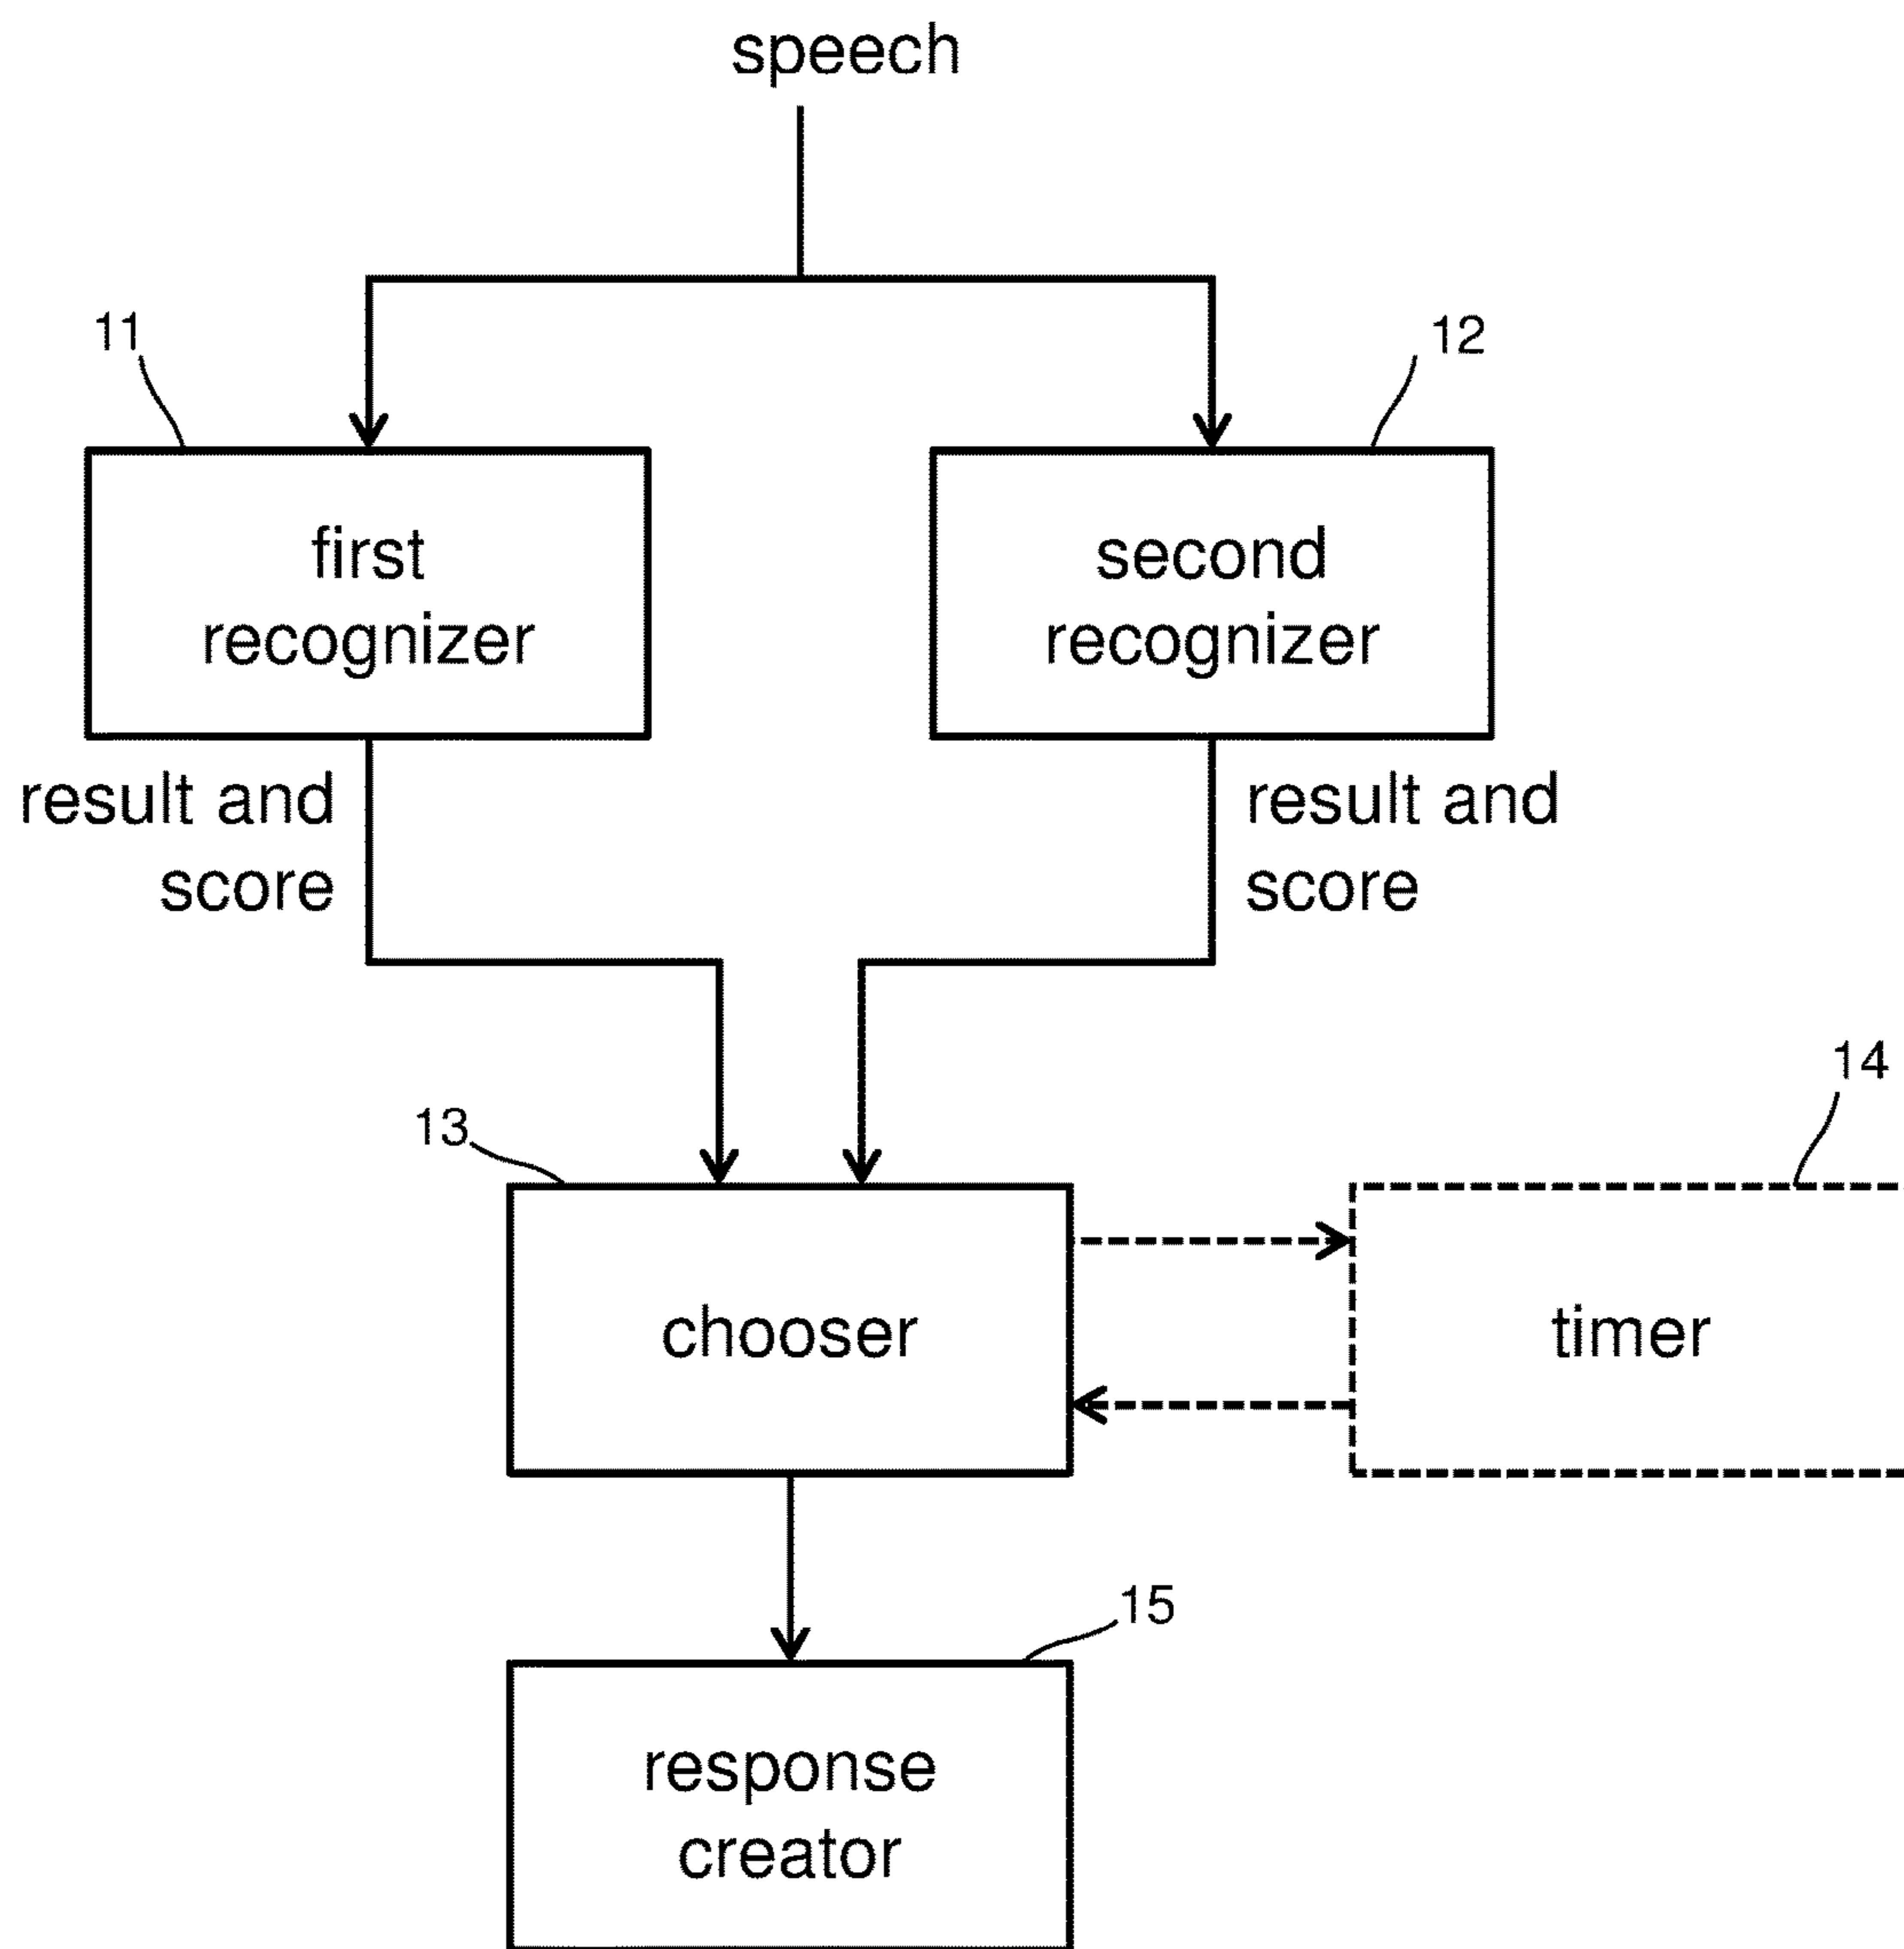 speech
11
12
first
recognizer
second
recognizer
result and
score
result and
score
13
14
chooser
timer
15
response
creator